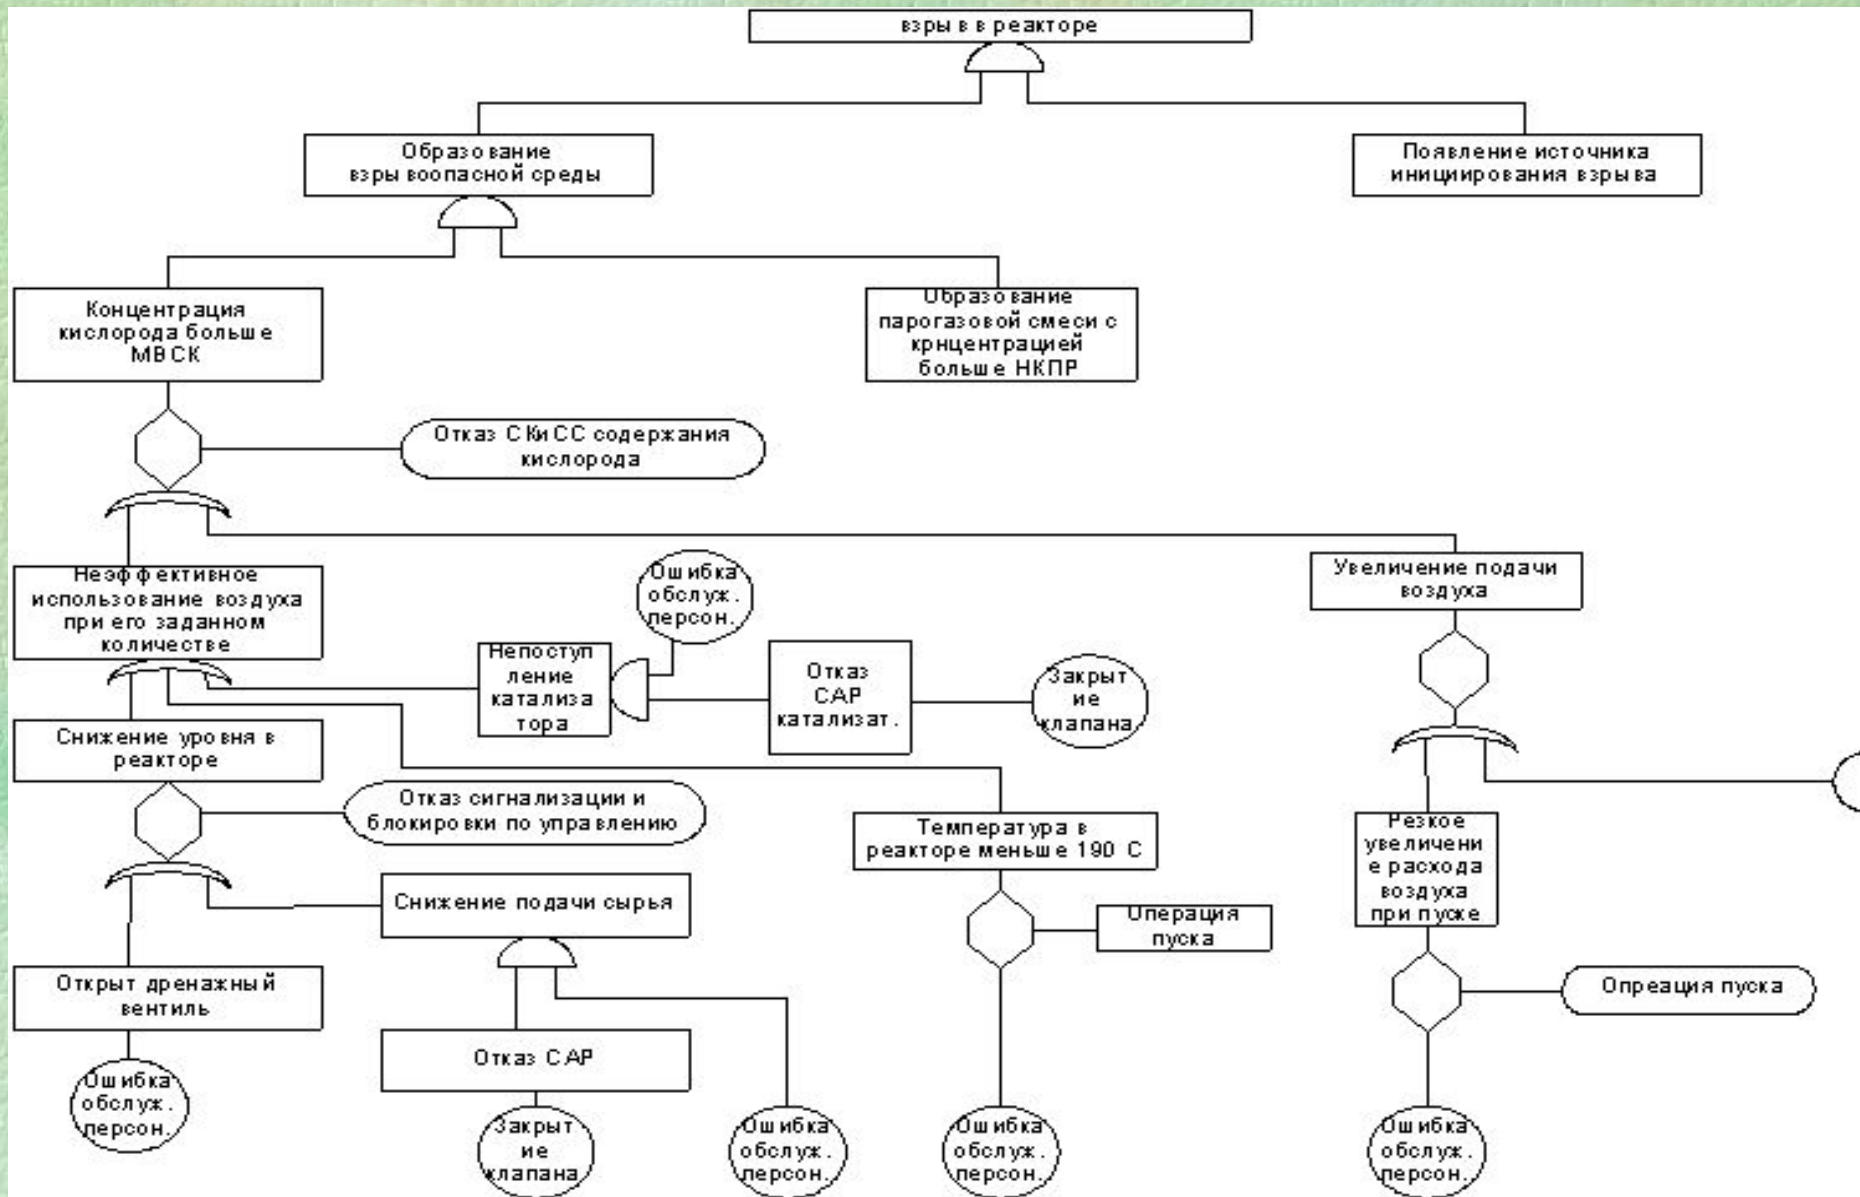 взрыв в реакторе
Образование
взрывоопасной среды
Появление источника
инициирования взрыва
Концентрация
кислорода больше
МВСК
Образование
парогазовой смеси с
крнцентрацией
больше НКПР
Отказ СКиСС содержания
кислорода
Неэффективное
использование воздуха
при его заданном
количестве
Ошибка
обслуж.
персон.
Увеличение подачи
воздуха
Непоступ
ление
катализа
тора
Отказ
САР
катализат.
Закрыт
ие
клапана
Снижение уровня в
реакторе
Отказ сигнализации и
блокировки по управлению
Температура в
реакторе меньше 190 С
Резкое
увеличени
е расхода
воздуха
при пуске
Снижение подачи сырья
Операция
пуска
Открыт дренажный
вентиль
Опреация пуска
Отказ САР
Ошибка
обслуж.
персон.
Закрыт
ие
клапана
Ошибка
обслуж.
персон.
Ошибка
обслуж.
персон.
Ошибка
обслуж.
персон.